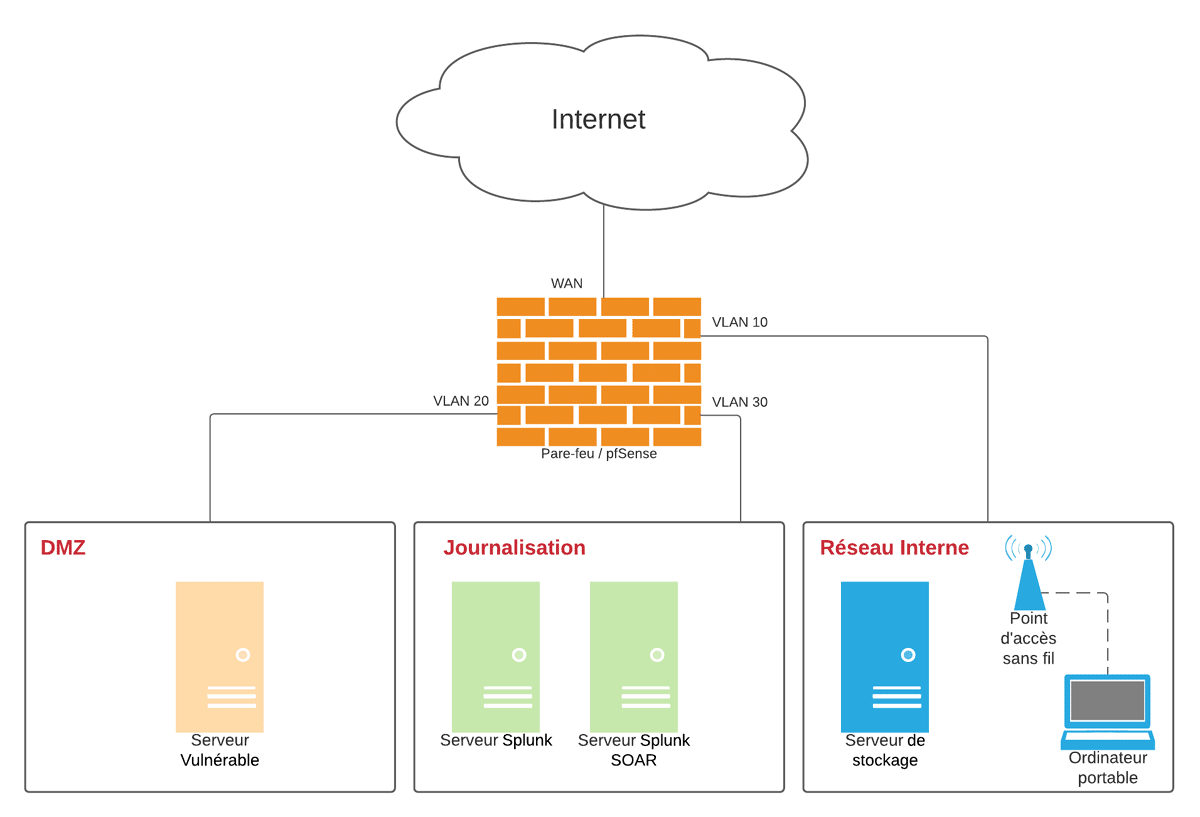 Internet
WAN
VLAN 10
VLAN 20
VLAN 30
Pare-feu / pfSense
DMZ
Serveur
Vulnérable
Journalisation
Serveur Splunk
Serveur Splunk
SOAR
Réseau Interne
Serveur de
stockage
Point
d'accès
sans fil
Ordinateur
portable